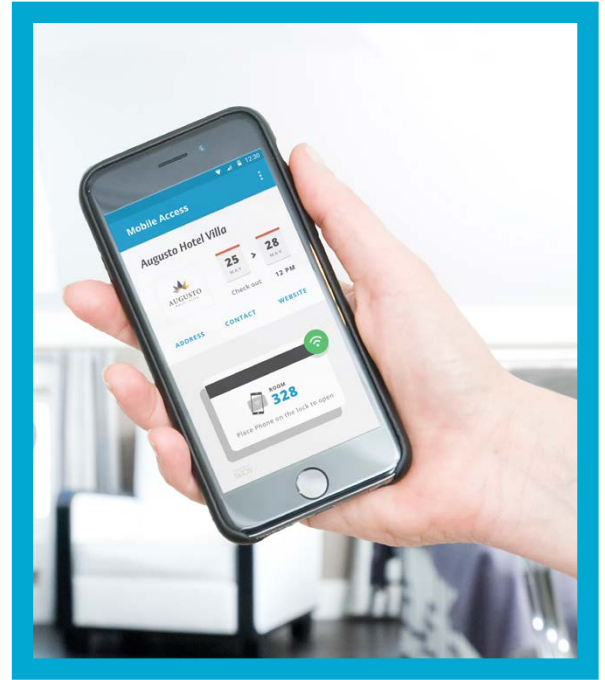 12:30
Mobile Access
Augusta Hotel Villa
25 > 28
MAY MAY
Check out 12 PM
AUGUSTO
ADDRESS CONTACT WEBSITE
ROOM
328
Place Phone on the lock to open